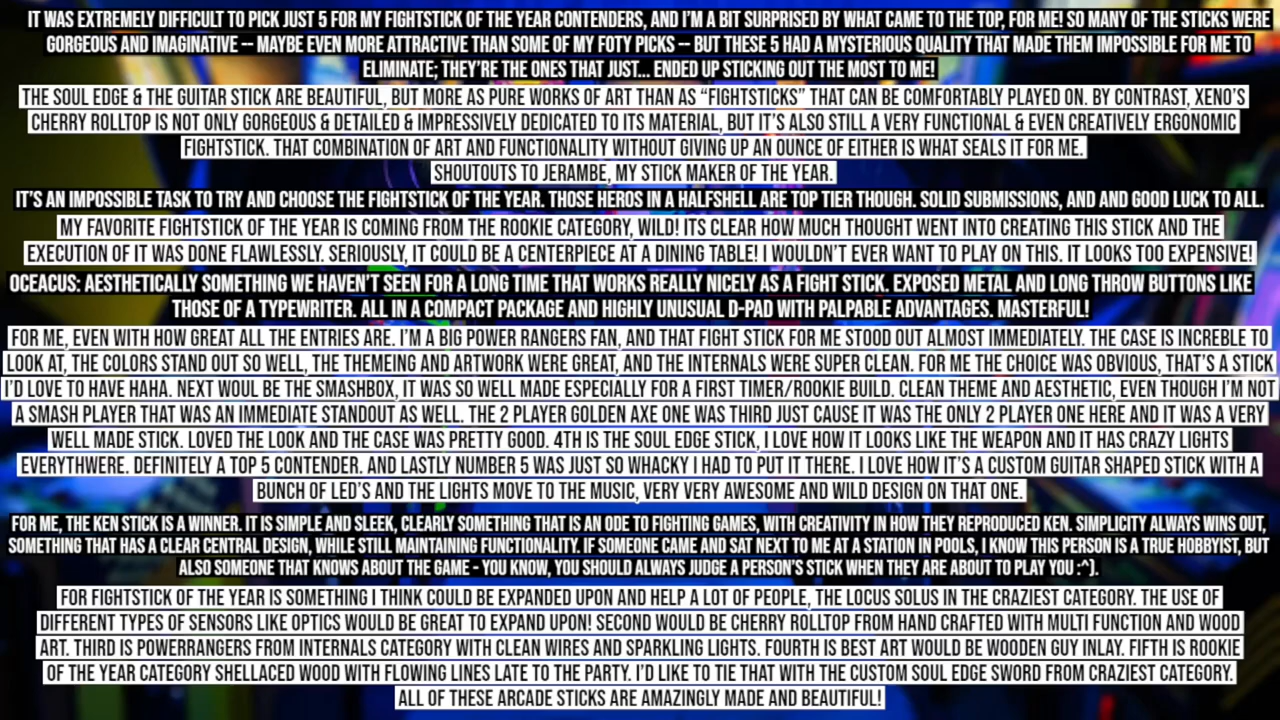 IT WAS EXTREMELY DIFFICULT TO PICK JUST 5 FOR MY FIGHTSTICK OF THE YEAR CONTENDERS, AND I'M A BIT SURPRISED BY WHAT CAME TO THE TOP, FOR ME! SO MANY OF THE STICKS WERE
GORGEOUS AND IMAGINATIVE -- MAYBE EVEN MORE ATTRACTIVE THAN SOME OF MY FOTY PICKS -- BUT THESE 5 HAD A MYSTERIOUS QUALITY THAT MADE THEM IMPOSSIBLE FOR ME TO
ELIMINATE; THEY'RE THE ONES THAT JUST... ENDED UP STICKING OUT THE MOST TO ME!
THE SOUL EDGE & THE GUITAR STICK ARE BEAUTIFUL, BUT MORE AS PURE WORKS OF ART THAN AS “FIGHTSTICKS” THAT CAN BE COMFORTABLY PLAYED ON. BY CONTRAST, XENO'S
CHERRY ROLLTOP IS NOT ONLY GORGEOUS & DETAILED & IMPRESSIVELY DEDICATED TO ITS MATERIAL, BUT IT'S ALSO STILL A VERY FUNCTIONAL & EVEN CREATIVELY ERGONOMIC
FIGHTSTICK. THAT COMBINATION OF ART AND FUNCTIONALITY WITHOUT GIVING UP AN OUNCE OF EITHER IS WHAT SEALS IT FOR ME.
SHOUTOUTS TO JERAMBE, MY STICK MAKER OF THE YEAR.
IT'S AN IMPOSSIBLE TASK TO TRY AND CHOOSE THE FIGHTSTICK OF THE YEAR. THOSE HEROS IN A HALFSHELL ARE TOP TIER THOUGH. SOLID SUBMISSIONS, AND AND GOOD LUCK TO ALL.
MY FAVORITE FIGHTSTICK OF THE YEAR IS COMING FROM THE ROOKIE CATEGORY, WILD! ITS CLEAR HOW MUCH THOUGHT WENT INTO CREATING THIS STICK AND THE
EXECUTION OF IT WAS DONE FLAWLESSLY. SERIOUSLY, IT COULD BE A CENTERPIECE AT A DINING TABLE! I WOULDN'T EVER WANT TO PLAY ON THIS. IT LOOKS TOO EXPENSIVE!
OCEACUS: AESTHETICALLY SOMETHING WE HAVEN'T SEEN FOR A LONG TIME THAT WORKS REALLY NICELY AS A FIGHT STICK. EXPOSED METAL AND LONG THROW BUTTONS LIKE
THOSE OF A TYPEWRITER. ALL IN A COMPACT PACKAGE AND HIGHLY UNUSUAL D-PAD WITH PALPABLE ADVANTAGES. MASTERFUL!
FOR ME, EVEN WITH HOW GREAT ALL THE ENTRIES ARE. I'M A BIG POWER RANGERS FAN, AND THAT FIGHT STICK FOR ME STOOD OUT ALMOST IMMEDIATELY. THE CASE IS INCREBLE TO
LOOK AT, THE COLORS STAND OUT SO WELL, THE THEMEING AND ARTWORK WERE GREAT, AND THE INTERNALS WERE SUPER CLEAN. FOR ME THE CHOICE WAS OBVIOUS, THAT'S A STICK
I'D LOVE TO HAVE HAHA. NEXT WOUL BE THE SMASHBOX, IT WAS SO WELL MADE ESPECIALLY FOR A FIRST TIMER/ROOKIE BUILD. CLEAN THEME AND AESTHETIC, EVEN THOUGH I'M NOT
A SMASH PLAYER THAT WAS AN IMMEDIATE STANDOUT AS WELL. THE 2 PLAYER GOLDEN AXE ONE WAS THIRD JUST CAUSE IT WAS THE ONLY 2 PLAYER ONE HERE AND IT WAS A VERY
WELL MADE STICK. LOVED THE LOOK AND THE CASE WAS PRETTY GOOD. 4TH IS THE SOUL EDGE STICK, I LOVE HOW IT LOOKS LIKE THE WEAPON AND IT HAS CRAZY LIGHTS
EVERYTHWERE. DEFINITELY A TOP 5 CONTENDER. AND LASTLY NUMBER 5 WAS JUST SO WHACKY I HAD TO PUT IT THERE. I LOVE HOW IT'S A CUSTOM GUITAR SHAPED STICK WITH A
BUNCH OF LED'S AND THE LIGHTS MOVE TO THE MUSIC, VERY VERY AWESOME AND WILD DESIGN ON THAT ONE.
FOR ME, THE KEN STICK IS A WINNER. IT IS SIMPLE AND SLEEK, CLEARLY SOMETHING THAT IS AN ODE TO FIGHTING GAMES, WITH CREATIVITY IN HOW THEY REPRODUCED KEN. SIMPLICITY ALWAYS WINS OUT,
SOMETHING THAT HAS A CLEAR CENTRAL DESIGN, WHILE STILL MAINTAINING FUNCTIONALITY. IF SOMEONE CAME AND SAT NEXT TO ME AT A STATION IN POOLS, I KNOW THIS PERSON IS A TRUE HOBBYIST, BUT
ALSO SOMEONE THAT KNOWS ABOUT THE GAME - YOU KNOW, YOU SHOULD ALWAYS JUDGE A PERSON'S STICK WHEN THEY ARE ABOUT TO PLAY YOU :^).
FOR FIGHTSTICK OF THE YEAR IS SOMETHING I THINK COULD BE EXPANDED UPON AND HELP A LOT OF PEOPLE, THE LOCUS SOLUS IN THE CRAZIEST CATEGORY. THE USE OF
DIFFERENT TYPES OF SENSORS LIKE OPTICS WOULD BE GREAT TO EXPAND UPON! SECOND WOULD BE CHERRY ROLLTOP FROM HAND CRAFTED WITH MULTI FUNCTION AND WOOD
ART. THIRD IS POWERRANGERS FROM INTERNALS CATEGORY WITH CLEAN WIRES AND SPARKLING LIGHTS. FOURTH IS BEST ART WOULD BE WOODEN GUY INLAY. FIFTH IS ROOKIE
OF THE YEAR CATEGORY SHELLACED WOOD WITH FLOWING LINES LATE TO THE PARTY. I'D LIKE TO TIE THAT WITH THE CUSTOM SOUL EDGE SWORD FROM CRAZIEST CATEGORY.
ALL OF THESE ARCADE STICKS ARE AMAZINGLY MADE AND BEAUTIFUL!